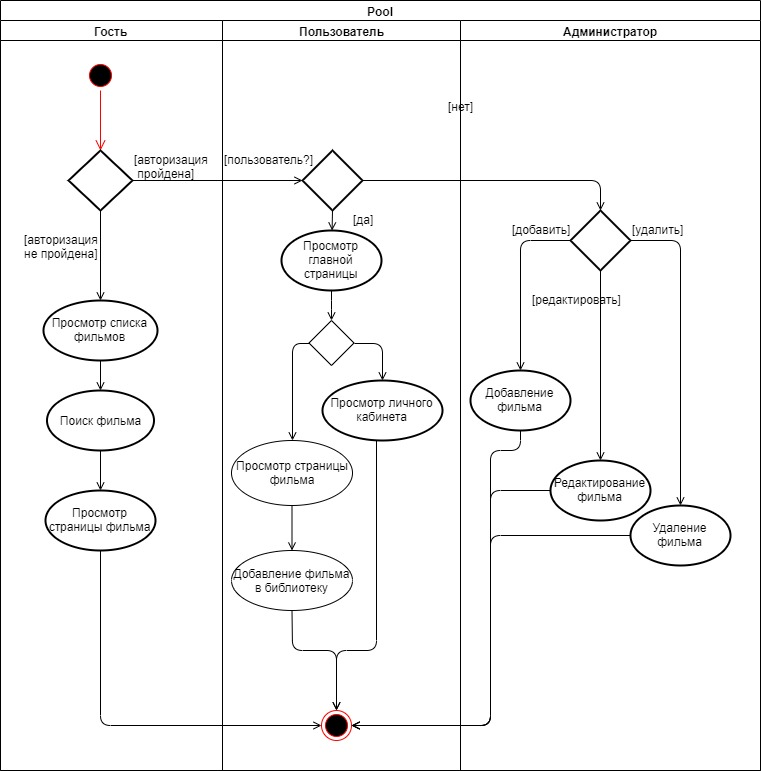 Pool
Гость
Пользователь
Администратор
[нет]
[авторизация
пройдена]
[пользователь?]
[да]
[добавить]
[удалить]
[авторизация
не пройдена]
Просмотр
главной
страницы
[редактировать]
Просмотр списка
фильмов
Поиск фильма
Просмотр личного
кабинета
Добавление
фильма
Просмотр страницы
фильма
Редактирование
фильма
Просмотр
страницы фильма
Удаление
фильма
Добавление фильма
в библиотеку